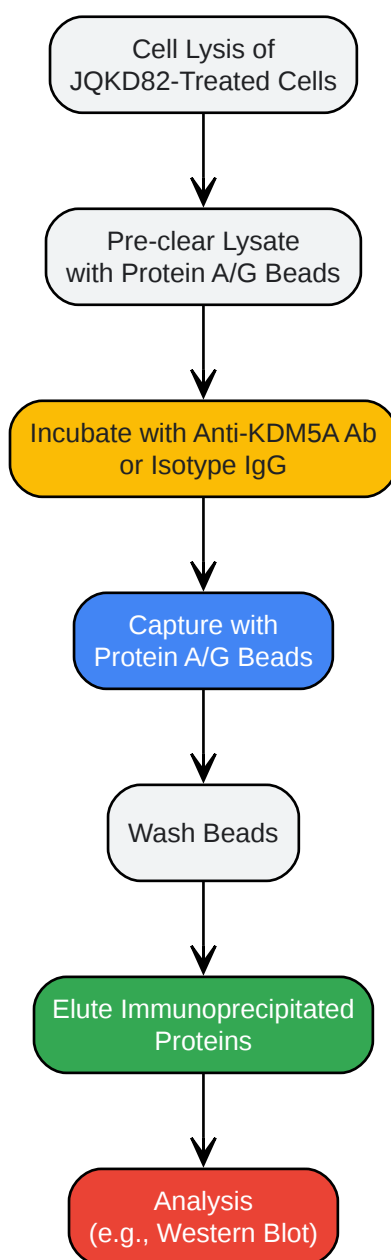 Cell Lysis of
JQKD82-Treated Cells
Pre-clear Lysate
with Protein A/G Beads
Incubate with Anti-KDM5A Ab
or Isotype IgG
Capture with
Protein A/G Beads
Wash Beads
Elute Immunoprecipitated
Proteins
Analysis
(e.g., Western Blot)